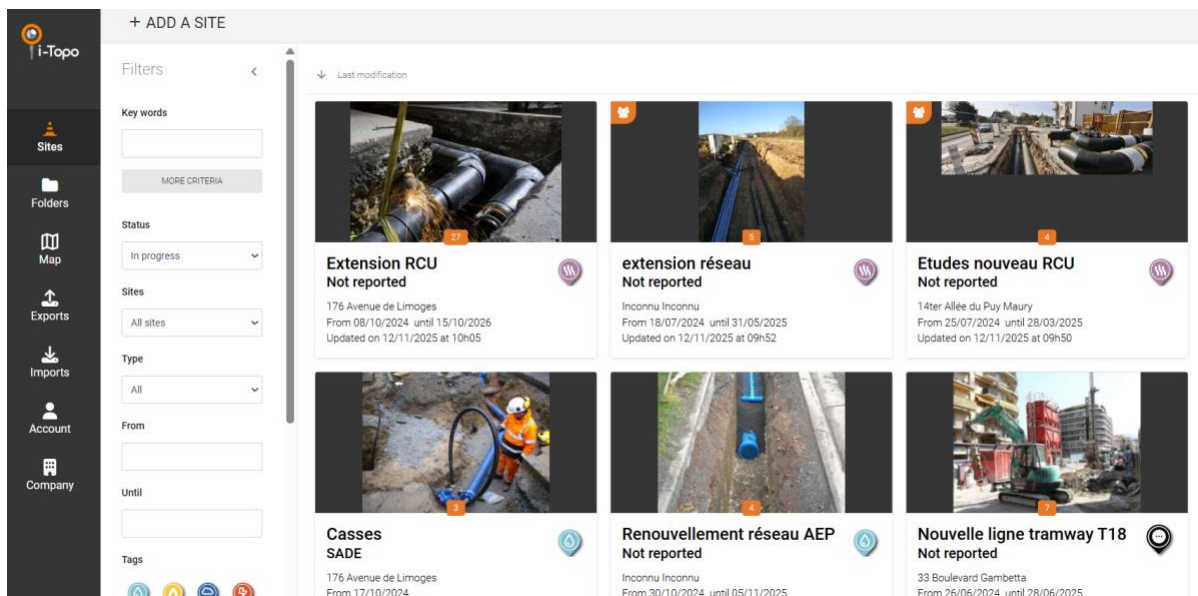 i-Topo
+ ADD A SITE
Sites
Folders
Map
Exports
Imports
Account
Company
Filters
Key words
MORE CRITERIA
Status
In progress
Sites
All sites
Type
All
From
Until
Tags
Last modification
27
Extension RCU
Not reported
176 Avenue de Limoges
From 08/10/2024 until 15/10/2026
Updated on 12/11/2025 at 10h05
5
extension réseau
Not reported
Inconnu Inconnu
From 18/07/2024 until 31/05/2025
Updated on 12/11/2025 at 09h52
4
Etudes nouveau RCU
Not reported
14ter Allée du Puy Maury
From 25/07/2024 until 28/03/2025
Updated on 12/11/2025 at 09h50
3
Casses
SADE
176 Avenue de Limoges
From 17/10/2024
4
Renouvellement réseau AEP
Not reported
Inconnu Inconnu
From 30/10/2024 until 05/11/2025
7
Nouvelle ligne tramway T18
Not reported
33 Boulevard Gambetta
From 26/06/2024 until 28/06/2025